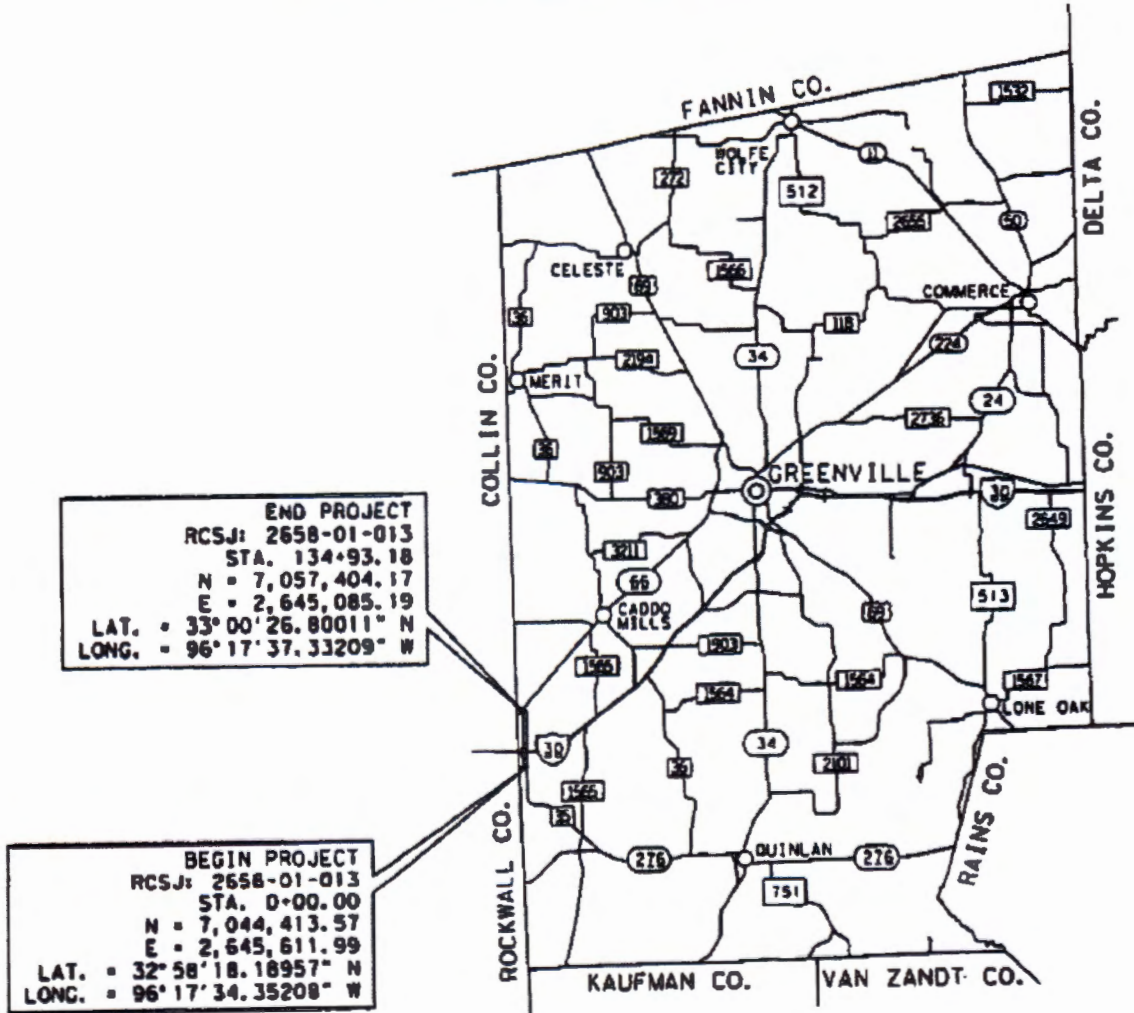 FANNIN CO.
1532
DELTA CO.
WOLFE
CITY
11
272
512
2656
50
CELESTE
1566
69
COMMERCE
36
903
118
224
34
2194
MERIT
24
2736
1569
COLLIN CO.
36
903
GREENVILLE
380
30
2649
HOPKINS CO.
END PROJECT
RCSJ: 2658-01-013
STA. 134+93.18
N = 7,057,404.17
E = 2,645,085.19
LAT. = 33°00'26.80011" N
LONG. = 96°17'37.33209" W
3211
66
CADDO
MILLS
69
513
1903
1565
1564
1564
1567
LONE OAK
30
34
36
2101
1565
ROCKWALL CO.
36
RAINS CO.
276
QUINLAN
276
751
BEGIN PROJECT
RCSJ: 2658-01-013
STA. 0+00.00
N = 7,044,413.57
E = 2,645,611.99
LAT. = 32°58'18.18957" N
LONG. = 96°17'34.35208" W
KAUFMAN CO.
VAN ZANDT CO.